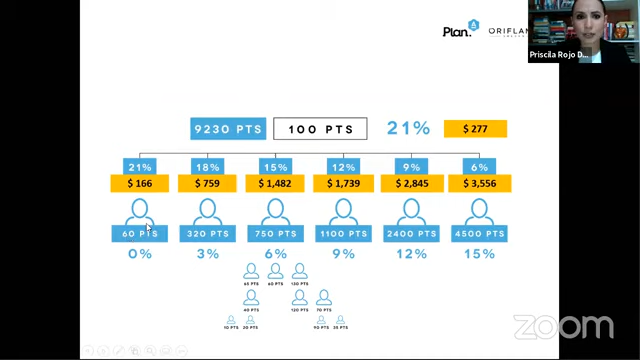 Plan.
ORIFLAN
Priscila Rojo D...
9230 PTS 100 PTS 21% $ 277
21% 18% 15% 12% 9% 6%
$ 166 $ 759 $ 1,482 $ 1,739 $ 2,845 $ 3,556
60 PTS 320 PTS 750 PTS 1100 PTS 2400 PTS 4500 PTS
0% 3% 6% 9% 12% 15%
65 PTS 60 PTS 130 PTS
40 PTS 120 PTS 70 PTS
10 PTS 20 PTS 90 PTS 35 PTS
zoom